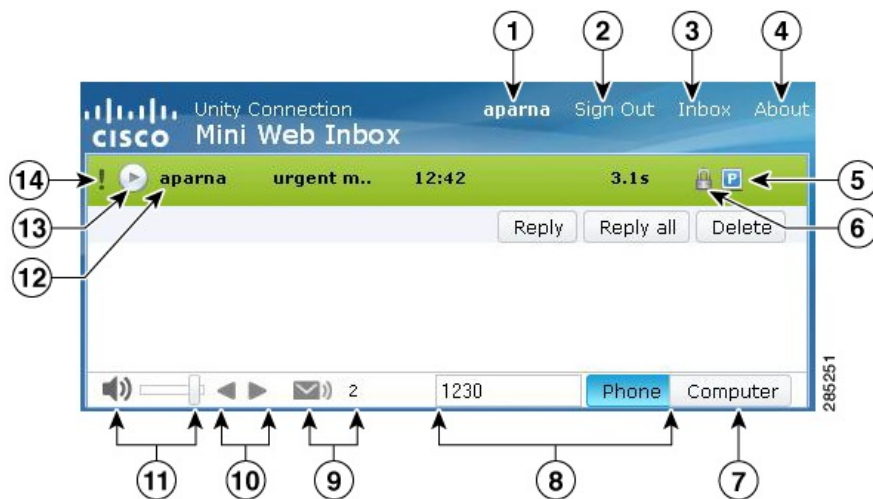 1 2 3 4
Unity Connection
CISCO Mini Web Inbox
aparna Sign Out Inbox About
14 ! aparna urgent m.. 12:42 3.1s P 5
13 6
Reply Reply all Delete
12
2 1230 Phone Computer
285251
11 10 9 8 7